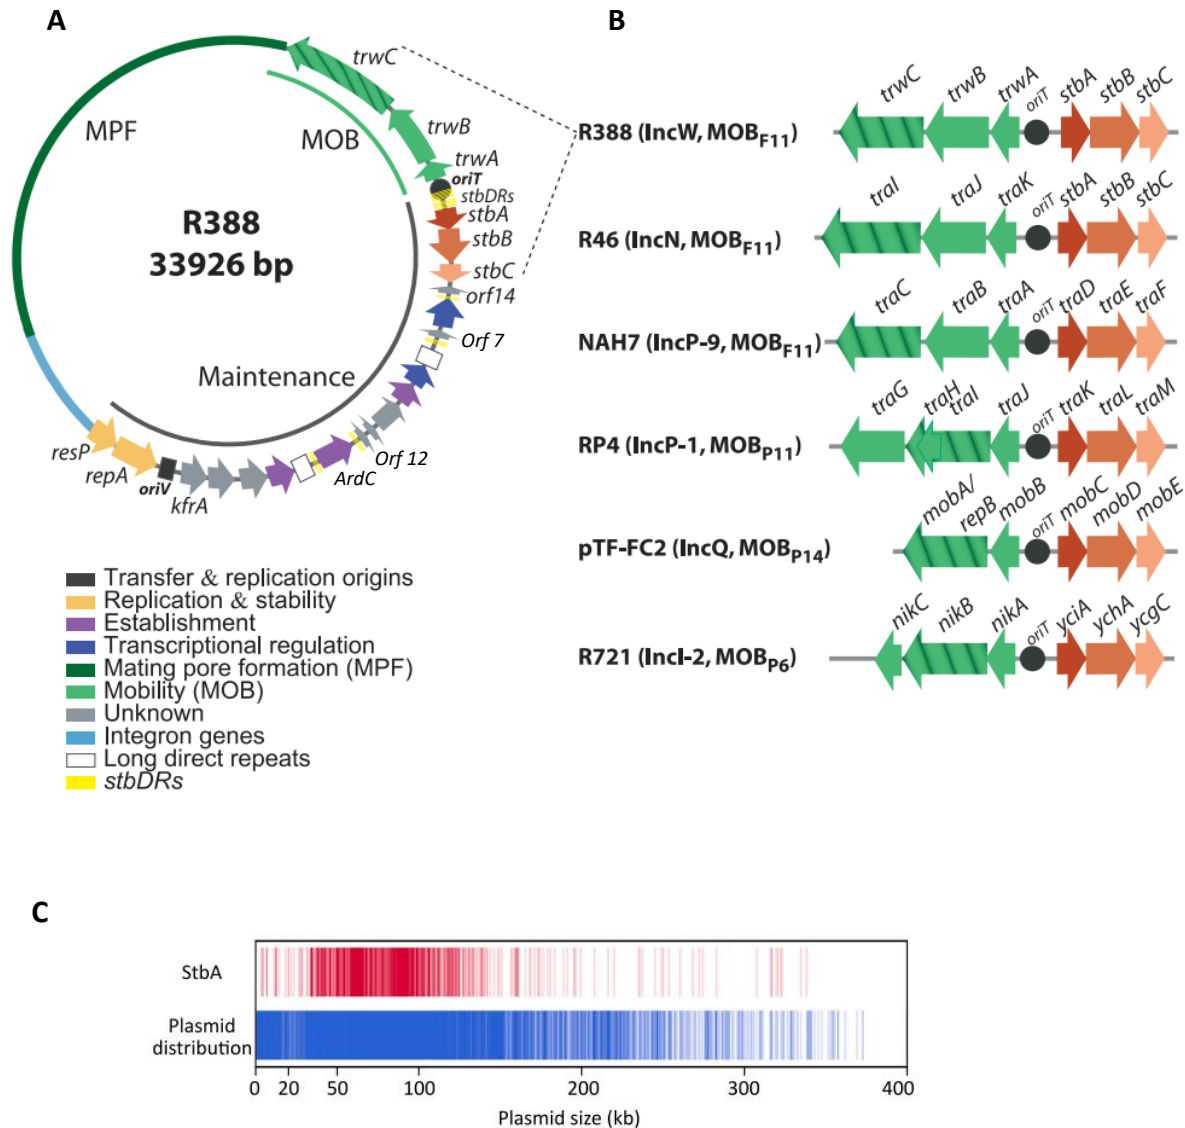 A
trwC
MPF
MOB
trwB
trwA
oriT
stbDRs
stbA
stbB
stbC
orf14
Orf 7
R388
33926 bp
Maintenance
resP
repA
oriV
kfrA
ArdC
Orf 12
Transfer & replication origins
Replication & stability
Establishment
Transcriptional regulation
Mating pore formation (MPF)
Mobility (MOB)
Unknown
Integron genes
Long direct repeats
stbDRs
B
trwC trwB trwA oriT stbA stbB stbC
R388 (IncW, MOBF11)
traI traJ traK oriT stbA stbB stbC
R46 (IncN, MOBF11)
traC traB traA oriT traD traE traF
NAH7 (IncP-9, MOBF11)
traG traH traI traJ oriT traK traL traM
RP4 (IncP-1, MOBP11)
mobA/ repB mobB oriT mobC mobD mobE
pTF-FC2 (IncQ, MOBP14)
nikC nikB nikA oriT yciA ychA ycgC
R721 (IncI-2, MOBP6)
C
StbA
Plasmid
distribution
0 20 50 100 200 300 400
Plasmid size (kb)